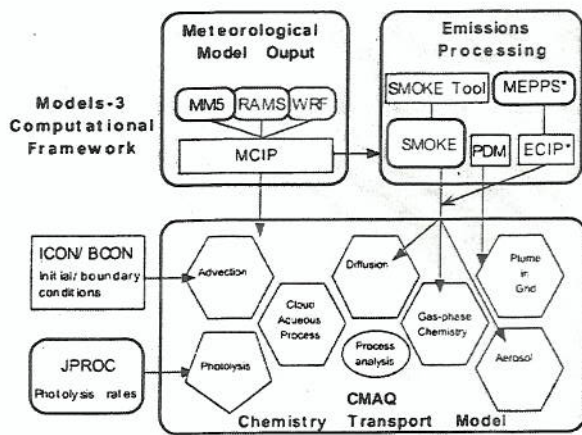 Meteorological
Model Ouput
Emissions
Processing
Models-3
Computational
Framework
MM5
RAMS
WRF
MCIP
SMOKE Tool
MEPPS*
SMOKE
PDM
ECIP*
ICON/ BCON
Initial/boundary
conditions
JPROC
Photolysis rates
Advection
Cloud
Aqueous
Process
Photolysis
Diffusion
Process
analysis
Gas-phase
Chemistry
Plume
in
Grid
Aerosol
CMAQ
Chemistry Transport Model